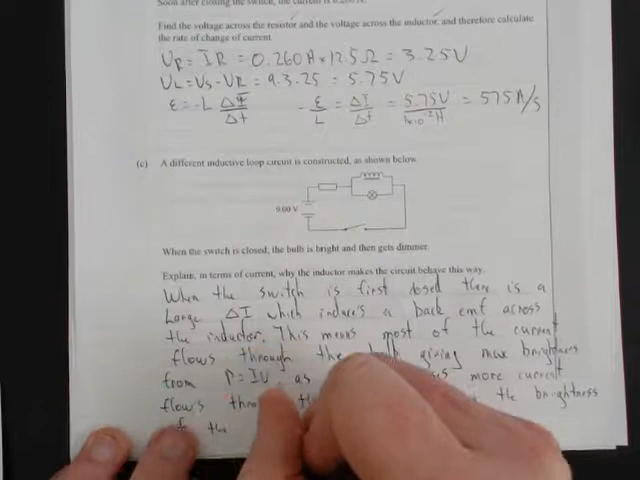 Soon after closing the switch, the current is 0.260 A.
Find the voltage across the resistor and the voltage across the inductor, and therefore calculate
the rate of change of current.
VR = IR = 0.260A × 12.5Ω = 3.25V
VL = VS - VR = 9-3.25 = 5.75V
ε = -L ΔI/Δt   -ε/L = ΔI/Δt = 5.75V/1×10⁻²H = 575A/s
(c) A different inductive loop circuit is constructed, as shown below.
9.00 V
When the switch is closed, the bulb is bright and then gets dimmer.
Explain, in terms of current, why the inductor makes the circuit behave this way.
When the switch is first closed there is a
Large ΔI which induces a back emf across
the inductor. This means most of the current
flows through the giving max brightness
from P=IV. as more current
flows the brightness
of the